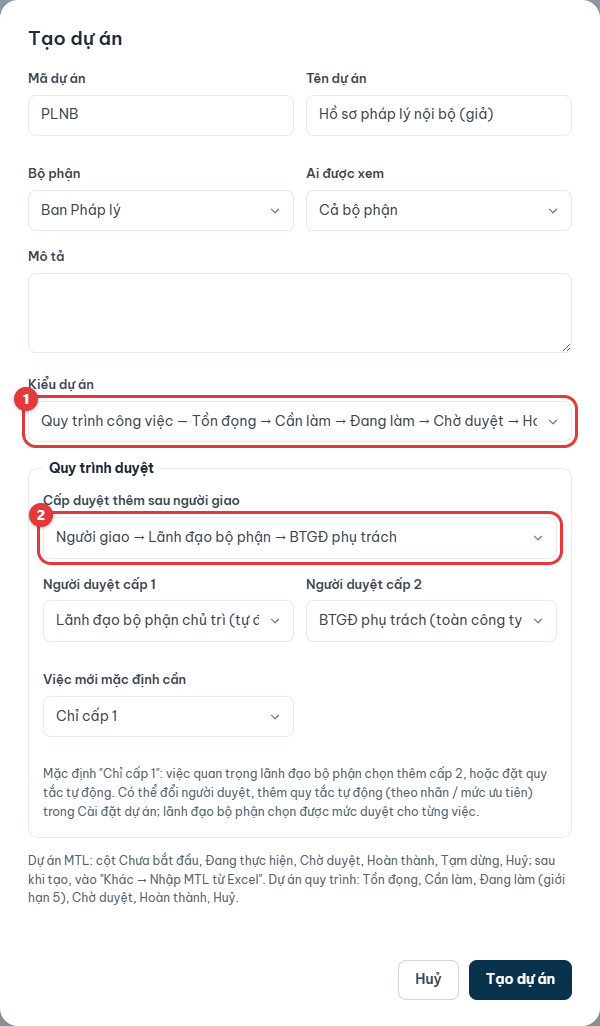 Tạo dự án
Mã dự án
Tên dự án
PLNB
Hồ sơ pháp lý nội bộ (giả)
Bộ phận
Ai được xem
Ban Pháp lý
Cả bộ phận
Mô tả
Kiểu dự án
1
Quy trình công việc — Tồn đọng → Cần làm → Đang làm → Chờ duyệt → Ho
Quy trình duyệt
Cấp duyệt thêm sau người giao
2
Người giao → Lãnh đạo bộ phận → BTGĐ phụ trách
Người duyệt cấp 1
Người duyệt cấp 2
Lãnh đạo bộ phận chủ trì (tự đ
BTGĐ phụ trách (toàn công ty
Việc mới mặc định cần
Chỉ cấp 1
Mặc định "Chỉ cấp 1": việc quan trọng lãnh đạo bộ phận chọn thêm cấp 2, hoặc đặt quy
tắc tự động. Có thể đổi người duyệt, thêm quy tắc tự động (theo nhãn / mức ưu tiên)
trong Cài đặt dự án; lãnh đạo bộ phận chọn được mức duyệt cho từng việc.
Dự án MTL: cột Chưa bắt đầu, Đang thực hiện, Chờ duyệt, Hoàn thành, Tạm dừng, Huỷ; sau
khi tạo, vào "Khác → Nhập MTL từ Excel". Dự án quy trình: Tồn đọng, Cần làm, Đang làm (giới
hạn 5), Chờ duyệt, Hoàn thành, Huỷ.
Huỷ
Tạo dự án